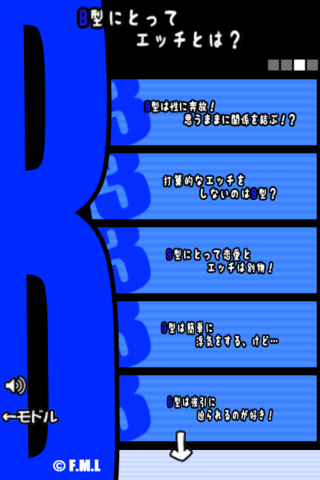 B型にとって
エッチとは？
B型は性に奔放！
思うままに関係を結ぶ！？
打算的なエッチを
しないのはB型？
B型にとって恋愛と
エッチは別物！
B型は簡単に
浮気をする、けど…
B型は強引に
迫られるのが好き！
←モドル
© F.M.L